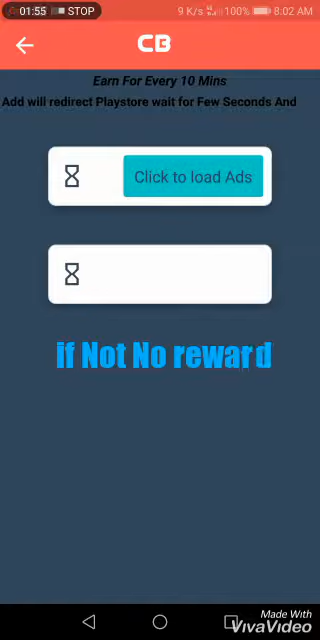 01:55 STOP 9 K/s 100% 8:02 AM
CB
Earn For Every 10 Mins
Add will redirect Playstore wait for Few Seconds And
Click to load Ads
if Not No reward
Made With
VivaVideo